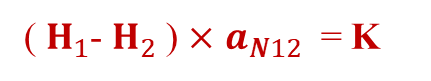 ( H₁- H₂ ) × a_N12 = K